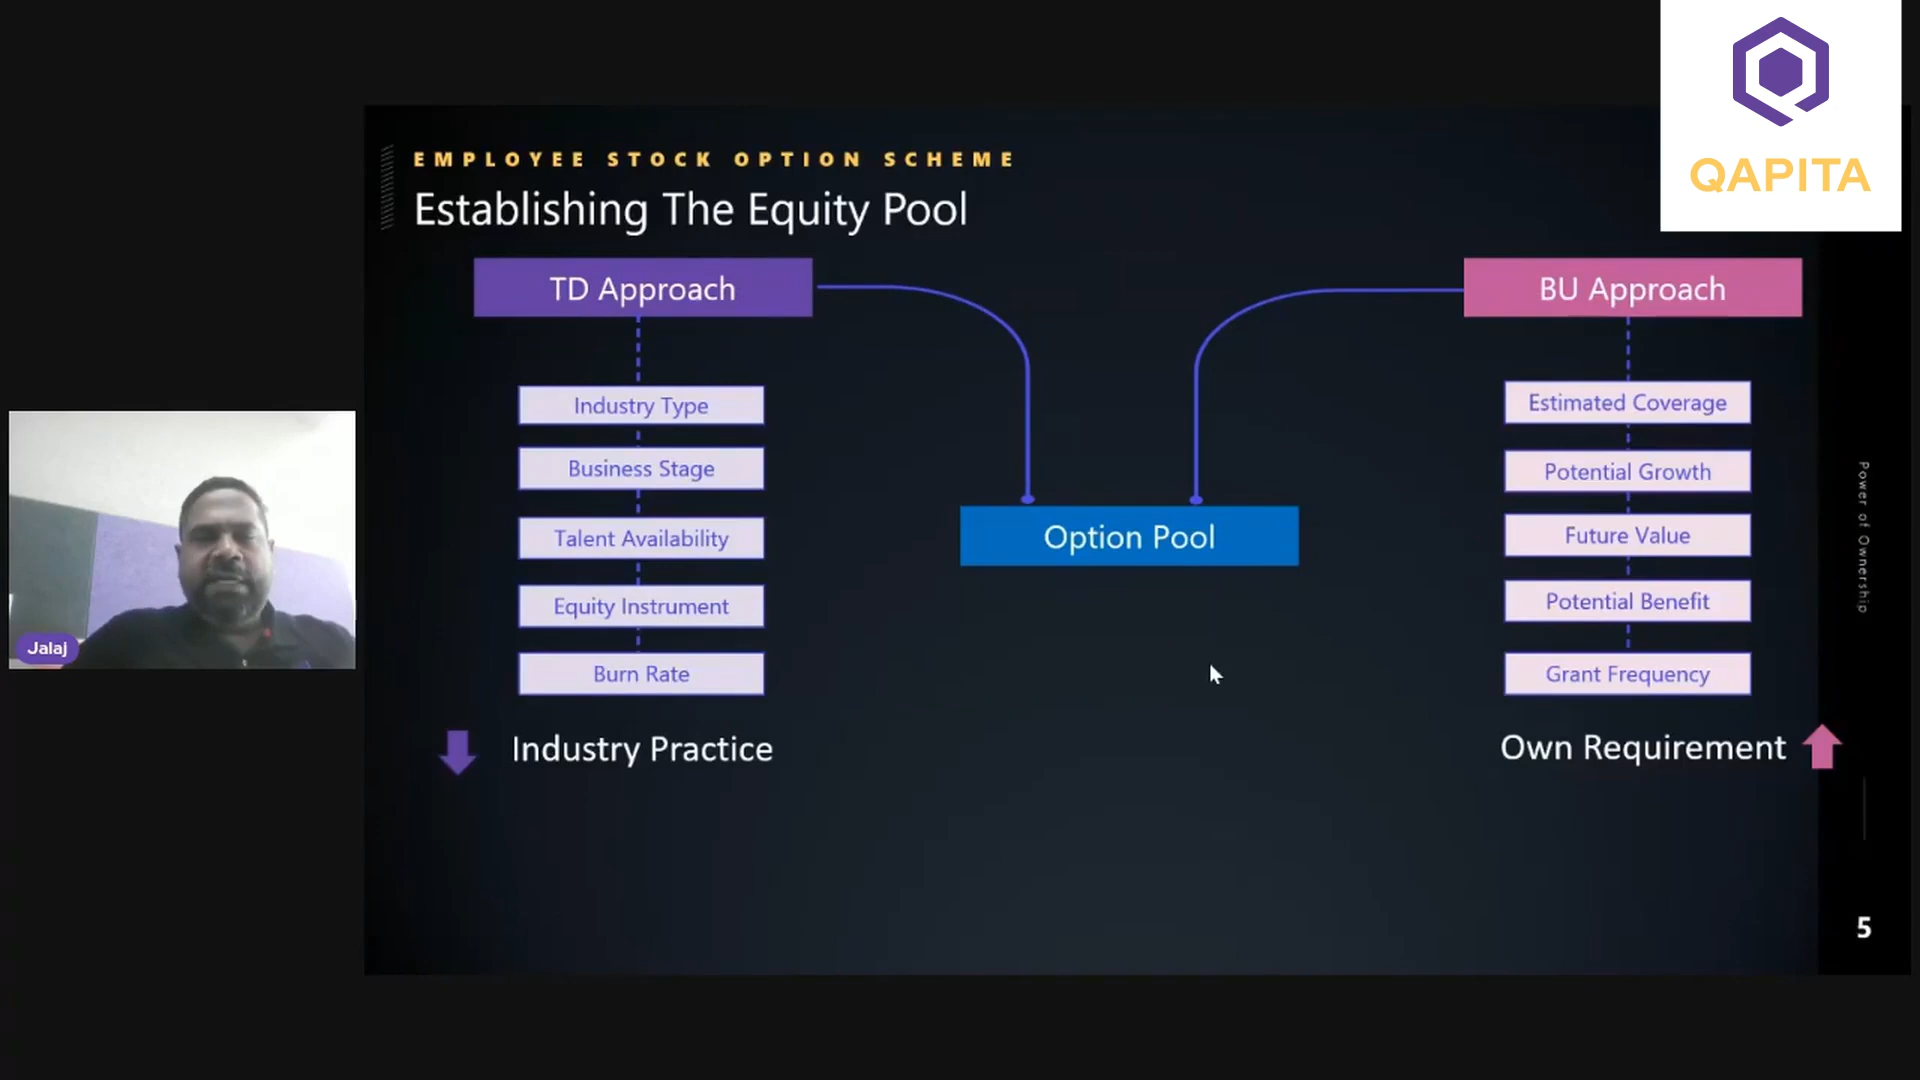 QAPITA
EMPLOYEE STOCK OPTION SCHEME
Establishing The Equity Pool
TD Approach
Industry Type
Business Stage
Talent Availability
Equity Instrument
Burn Rate
Industry Practice
Option Pool
BU Approach
Estimated Coverage
Potential Growth
Future Value
Potential Benefit
Grant Frequency
Own Requirement
Power of Ownership
5
Jalaj